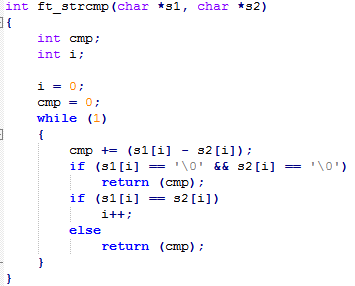 int ft_strcmp(char *s1, char *s2)
{
    int cmp;
    int i;

    i = 0;
    cmp = 0;
    while (1)
    {
        cmp += (s1[i] - s2[i]);
        if (s1[i] == '\0' && s2[i] == '\0')
            return (cmp);
        if (s1[i] == s2[i])
            i++;
        else
            return (cmp);
    }
}